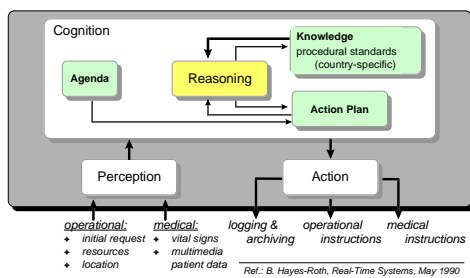 Cognition
Knowledge
procedural standards
(country-specific)
Agenda
Reasoning
Action Plan
Perception
Action
operational:
❖ initial request
❖ resources
❖ location
medical:
❖ vital signs
❖ multimedia
patient data
logging &
archiving
operational
instructions
medical
instructions
Ref.: B. Hayes-Roth, Real-Time Systems, May 1990